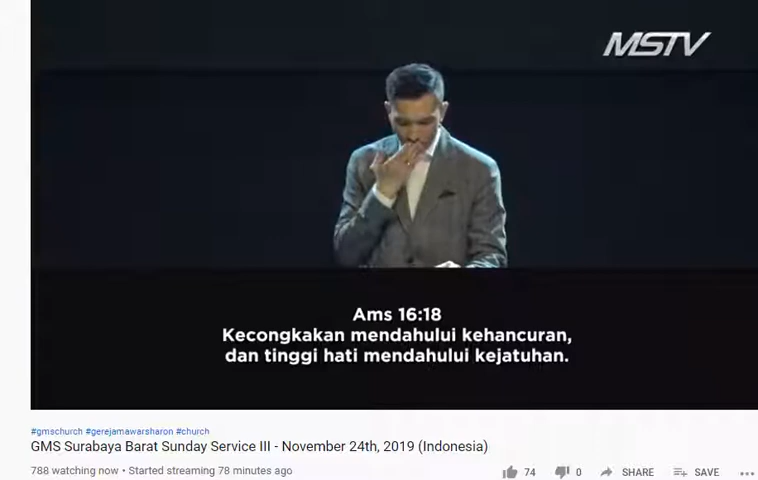 MSTV
Ams 16:18
Kecongkakan mendahului kehancuran,
dan tinggi hati mendahului kejatuhan.
#gmschurch #gerejamawarsharon #church
GMS Surabaya Barat Sunday Service III - November 24th, 2019 (Indonesia)
788 watching now • Started streaming 78 minutes ago
74 0 SHARE SAVE